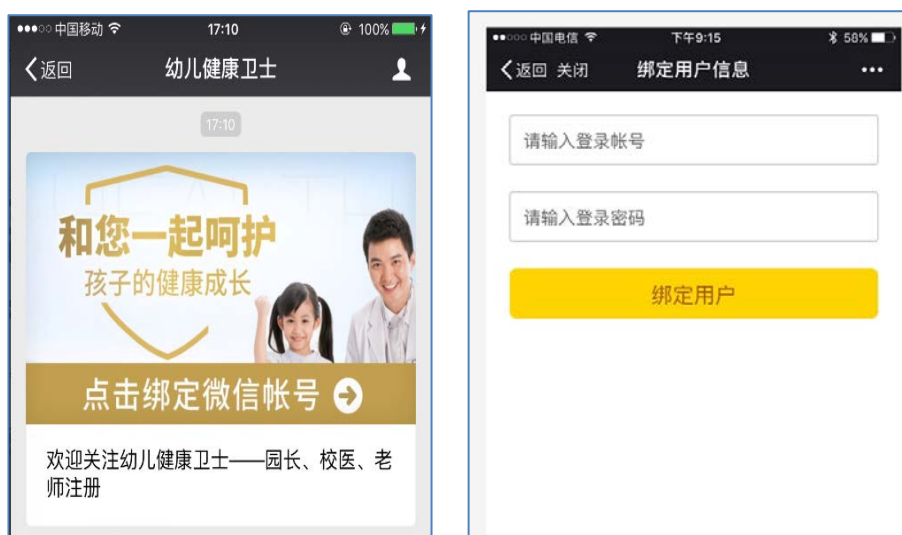 中国移动 17:10 100%
返回 幼儿健康卫士
17:10
和您一起呵护
孩子的健康成长
点击绑定微信帐号
欢迎关注幼儿健康卫士——园长、校医、老
师注册
中国电信 下午9:15 58%
返回 关闭 绑定用户信息 •••
请输入登录帐号
请输入登录密码
绑定用户